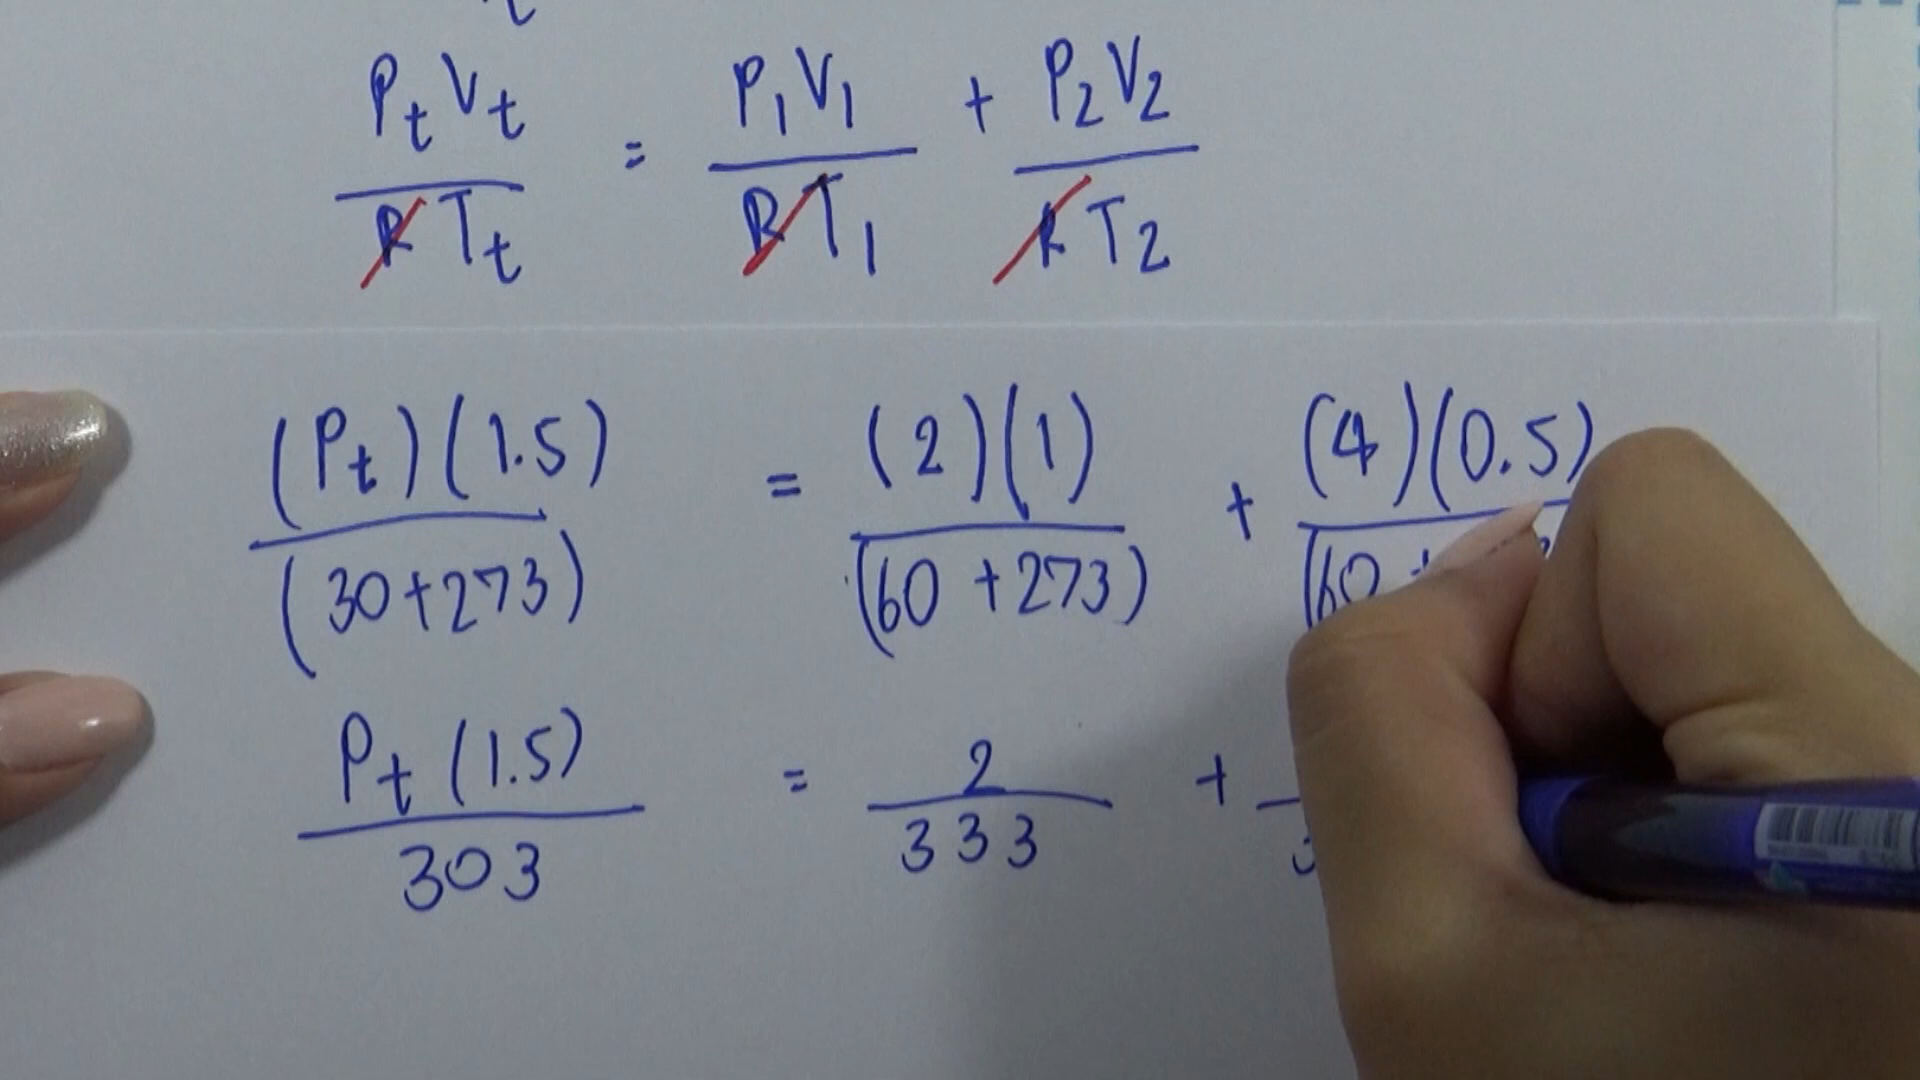 t
PtVt / RTt = P1V1 / RT1 + P2V2 / RT2
(Pt)(1.5) / (30+273) = (2)(1) / (60+273) + (4)(0.5) / (60+
Pt(1.5) / 303 = 2 / 333 + / 3